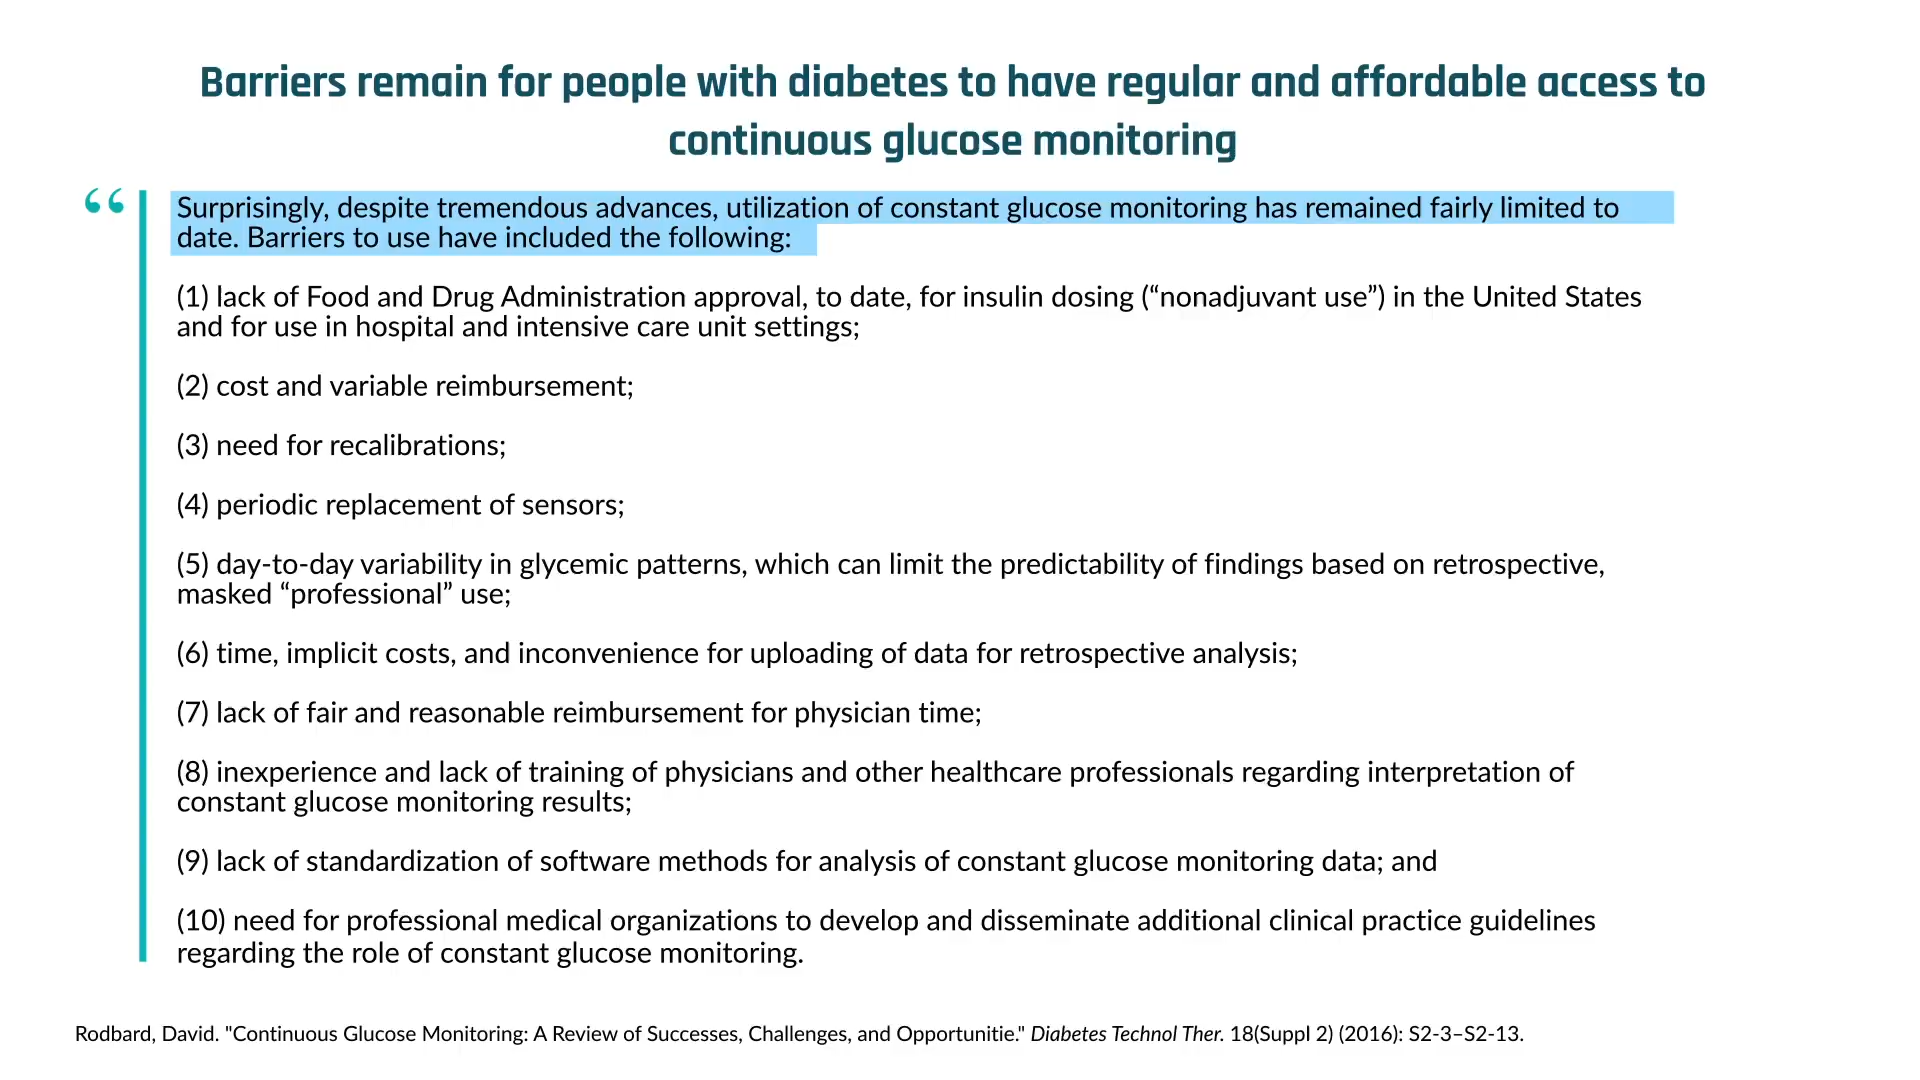 Barriers remain for people with diabetes to have regular and affordable access to
continuous glucose monitoring
“
Surprisingly, despite tremendous advances, utilization of constant glucose monitoring has remained fairly limited to
date. Barriers to use have included the following:
(1) lack of Food and Drug Administration approval, to date, for insulin dosing (“nonadjuvant use”) in the United States
and for use in hospital and intensive care unit settings;
(2) cost and variable reimbursement;
(3) need for recalibrations;
(4) periodic replacement of sensors;
(5) day-to-day variability in glycemic patterns, which can limit the predictability of findings based on retrospective,
masked “professional” use;
(6) time, implicit costs, and inconvenience for uploading of data for retrospective analysis;
(7) lack of fair and reasonable reimbursement for physician time;
(8) inexperience and lack of training of physicians and other healthcare professionals regarding interpretation of
constant glucose monitoring results;
(9) lack of standardization of software methods for analysis of constant glucose monitoring data; and
(10) need for professional medical organizations to develop and disseminate additional clinical practice guidelines
regarding the role of constant glucose monitoring.
Rodbard, David. "Continuous Glucose Monitoring: A Review of Successes, Challenges, and Opportunitie." Diabetes Technol Ther. 18(Suppl 2) (2016): S2-3–S2-13.